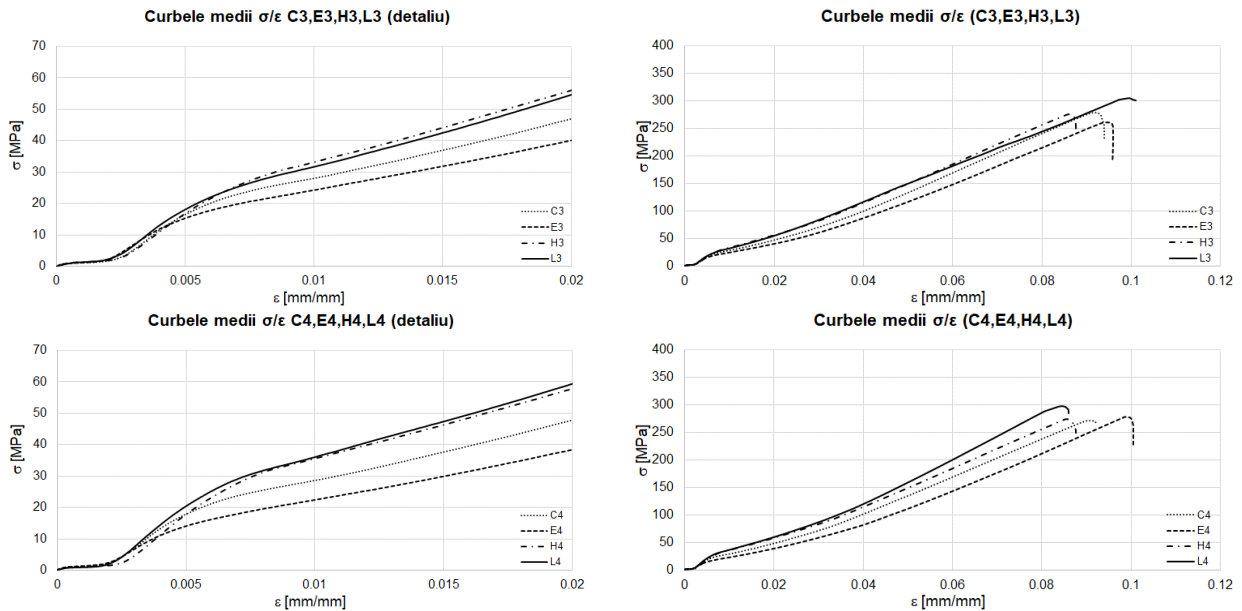 Curbele medii σ/ε C3,E3,H3,L3 (detaliu)
70
60
50
40
30
20
10
0
σ [MPa]
C3
E3
H3
L3
0
0.005
0.01
0.015
0.02
ε [mm/mm]
Curbele medii σ/ε (C3,E3,H3,L3)
400
350
300
250
200
150
100
50
0
σ [MPa]
C3
E3
H3
L3
0
0.02
0.04
0.06
0.08
0.1
0.12
ε [mm/mm]
Curbele medii σ/ε C4,E4,H4,L4 (detaliu)
70
60
50
40
30
20
10
0
σ [MPa]
C4
E4
H4
L4
0
0.005
0.01
0.015
0.02
ε [mm/mm]
Curbele medii σ/ε (C4,E4,H4,L4)
400
350
300
250
200
150
100
50
0
σ [MPa]
C4
E4
H4
L4
0
0.02
0.04
0.06
0.08
0.1
0.12
ε [mm/mm]